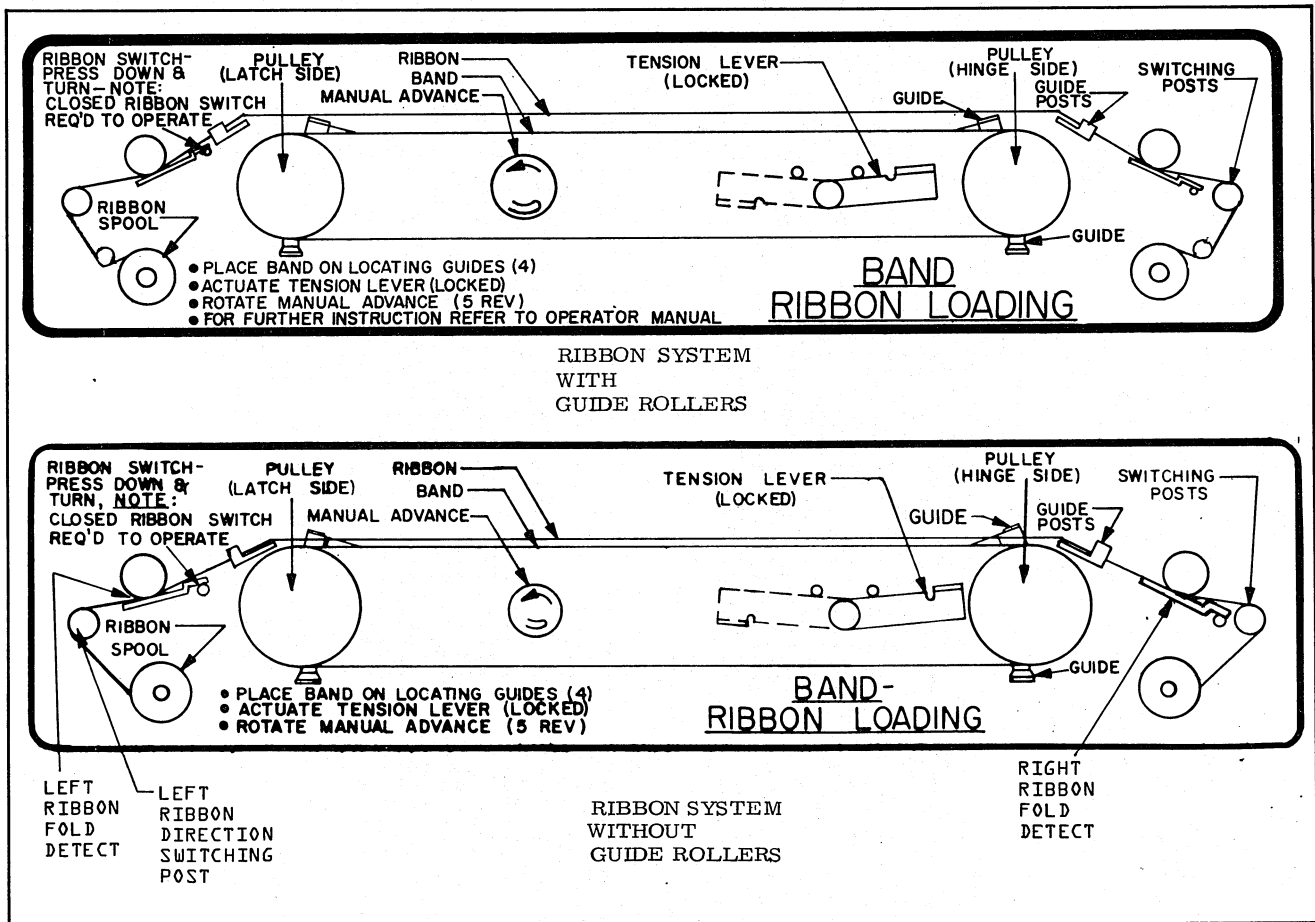 RIBBON SWITCH-
PRESS DOWN &
TURN-NOTE:
CLOSED RIBBON SWITCH
REQ'D TO OPERATE
PULLEY
(LATCH SIDE)
RIBBON
BAND
MANUAL ADVANCE
TENSION LEVER
(LOCKED)
PULLEY
(HINGE SIDE)
GUIDE
GUIDE
POSTS
SWITCHING
POSTS
RIBBON
SPOOL
GUIDE
● PLACE BAND ON LOCATING GUIDES (4)
● ACTUATE TENSION LEVER (LOCKED)
● ROTATE MANUAL ADVANCE (5 REV)
● FOR FURTHER INSTRUCTION REFER TO OPERATOR MANUAL
BAND
RIBBON LOADING
RIBBON SYSTEM
WITH
GUIDE ROLLERS
RIBBON SWITCH-
PRESS DOWN &
TURN, NOTE:
CLOSED RIBBON SWITCH
REQ'D TO OPERATE
PULLEY
(LATCH SIDE)
RIBBON
BAND
MANUAL ADVANCE
TENSION LEVER
(LOCKED)
PULLEY
(HINGE SIDE)
GUIDE
GUIDE
POSTS
SWITCHING
POSTS
RIBBON
SPOOL
GUIDE
● PLACE BAND ON LOCATING GUIDES (4)
● ACTUATE TENSION LEVER (LOCKED)
● ROTATE MANUAL ADVANCE (5 REV)
BAND-
RIBBON LOADING
LEFT
RIBBON
FOLD
DETECT
LEFT
RIBBON
DIRECTION
SWITCHING
POST
RIBBON SYSTEM
WITHOUT
GUIDE ROLLERS
RIGHT
RIBBON
FOLD
DETECT